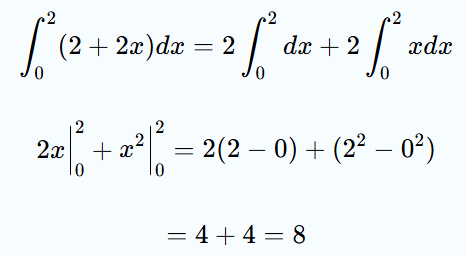 ∫₀² (2 + 2x)dx = 2 ∫₀² dx + 2 ∫₀² xdx
2x|₀² + x²|₀² = 2(2 − 0) + (2² − 0²)
= 4 + 4 = 8